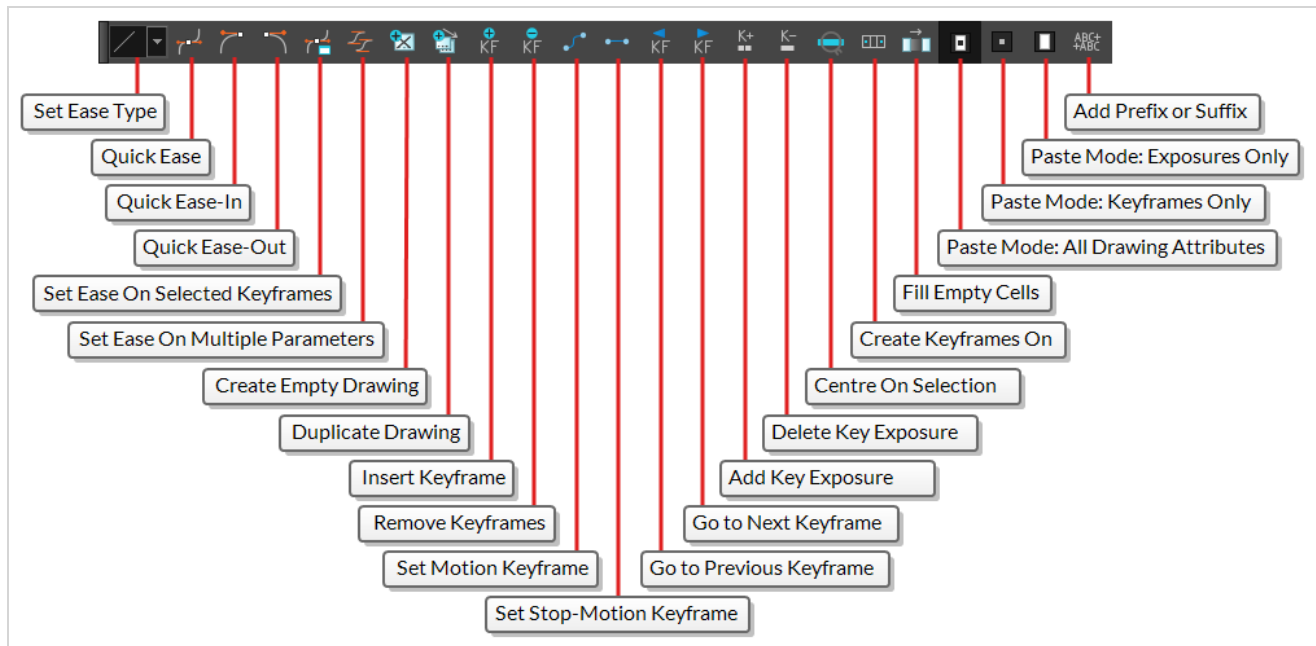 KF
KF
KF
KF
K+
K-
ABC+
+ABC
Set Ease Type
Add Prefix or Suffix
Quick Ease
Paste Mode: Exposures Only
Quick Ease-In
Paste Mode: Keyframes Only
Quick Ease-Out
Paste Mode: All Drawing Attributes
Set Ease On Selected Keyframes
Fill Empty Cells
Set Ease On Multiple Parameters
Create Keyframes On
Create Empty Drawing
Centre On Selection
Duplicate Drawing
Delete Key Exposure
Insert Keyframe
Add Key Exposure
Remove Keyframes
Go to Next Keyframe
Set Motion Keyframe
Go to Previous Keyframe
Set Stop-Motion Keyframe